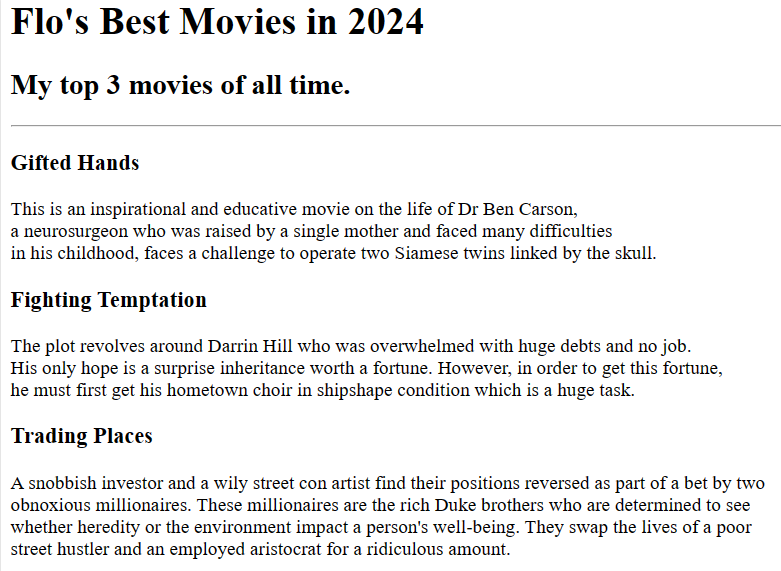 Flo's Best Movies in 2024
My top 3 movies of all time.
Gifted Hands
This is an inspirational and educative movie on the life of Dr Ben Carson,
a neurosurgeon who was raised by a single mother and faced many difficulties
in his childhood, faces a challenge to operate two Siamese twins linked by the skull.
Fighting Temptation
The plot revolves around Darrin Hill who was overwhelmed with huge debts and no job.
His only hope is a surprise inheritance worth a fortune. However, in order to get this fortune,
he must first get his hometown choir in shipshape condition which is a huge task.
Trading Places
A snobbish investor and a wily street con artist find their positions reversed as part of a bet by two
obnoxious millionaires. These millionaires are the rich Duke brothers who are determined to see
whether heredity or the environment impact a person's well-being. They swap the lives of a poor
street hustler and an employed aristocrat for a ridiculous amount.